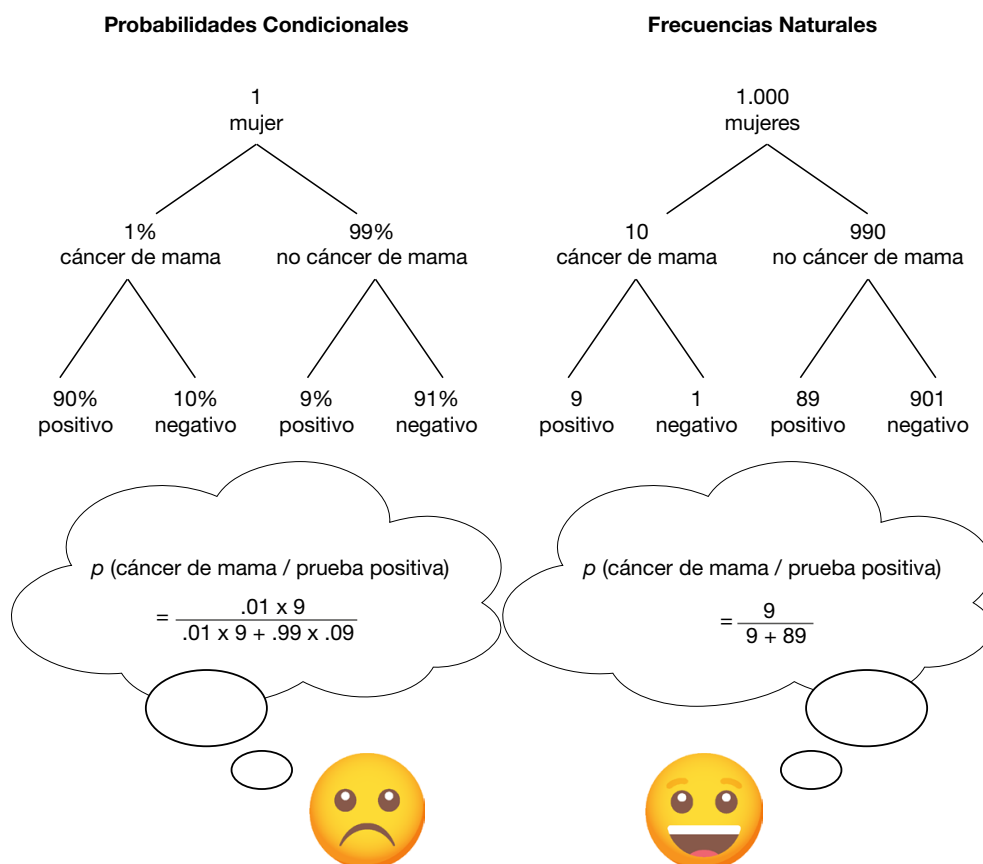 Probabilidades Condicionales
1
mujer
1%
cáncer de mama
99%
no cáncer de mama
90%
positivo
10%
negativo
9%
positivo
91%
negativo
p (cáncer de mama / prueba positiva)
= .01 x 9
.01 x 9 + .99 x .09
Frecuencias Naturales
1.000
mujeres
10
cáncer de mama
990
no cáncer de mama
9
positivo
1
negativo
89
positivo
901
negativo
p (cáncer de mama / prueba positiva)
= 9
9 + 89